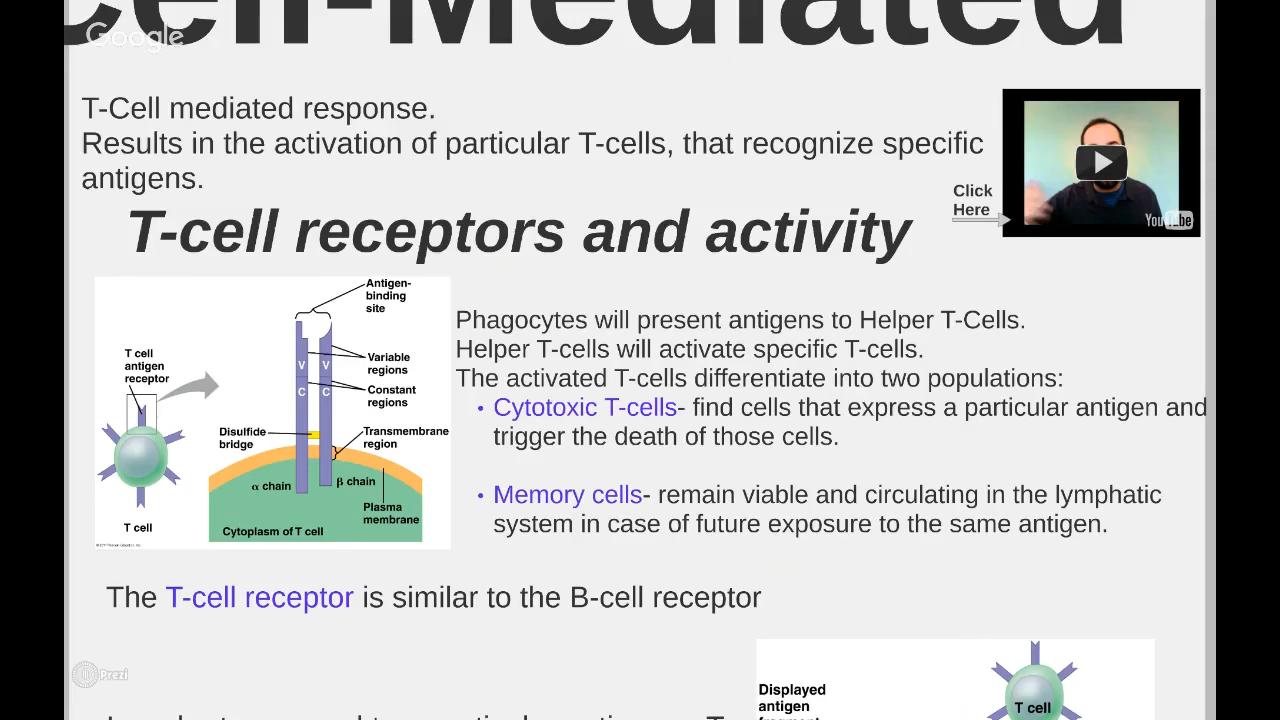 Cell-Mediated
Google
T-Cell mediated response.
Results in the activation of particular T-cells, that recognize specific
antigens.
Click
Here
YouTube
T-cell receptors and activity
Antigen-
binding
site
T cell
antigen
receptor
V V
Variable
regions
C C
Constant
regions
Disulfide
bridge
Transmembrane
region
α chain
β chain
Plasma
membrane
T cell
Cytoplasm of T cell
Phagocytes will present antigens to Helper T-Cells.
Helper T-cells will activate specific T-cells.
The activated T-cells differentiate into two populations:
• Cytotoxic T-cells- find cells that express a particular antigen and
trigger the death of those cells.
• Memory cells- remain viable and circulating in the lymphatic
system in case of future exposure to the same antigen.
The T-cell receptor is similar to the B-cell receptor
Prezi
Displayed
antigen
T cell